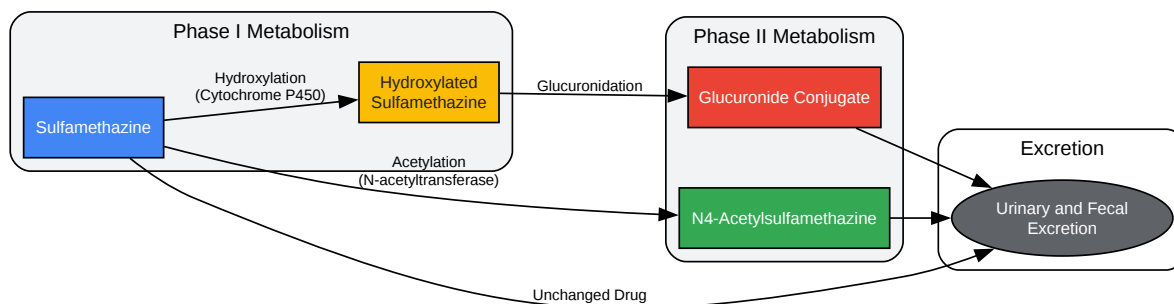 Phase I Metabolism
Phase II Metabolism
Hydroxylation
(Cytochrome P450)
Hydroxylated
Sulfamethazine
Glucuronidation
Glucuronide Conjugate
Sulfamethazine
Acetylation
(N-acetyltransferase)
Excretion
N4-Acetylsulfamethazine
Urinary and Fecal
Excretion
Unchanged Drug